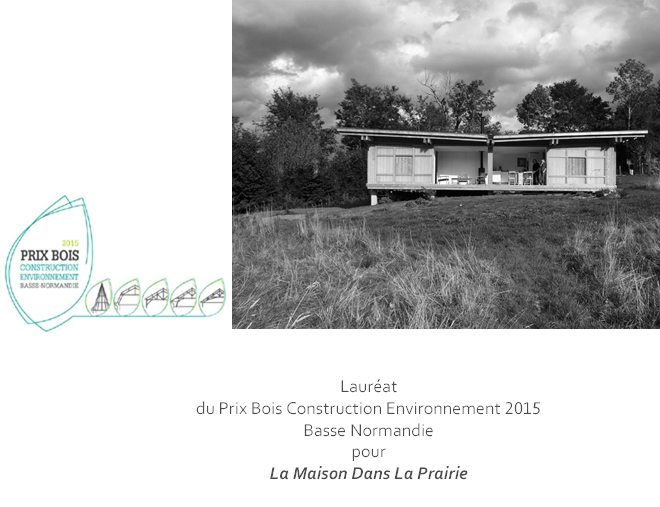 2015
PRIX BOIS
CONSTRUCTION
ENVIRONNEMENT
BASSE-NORMANDIE
Lauréat
du Prix Bois Construction Environnement 2015
Basse Normandie
pour
La Maison Dans La Prairie